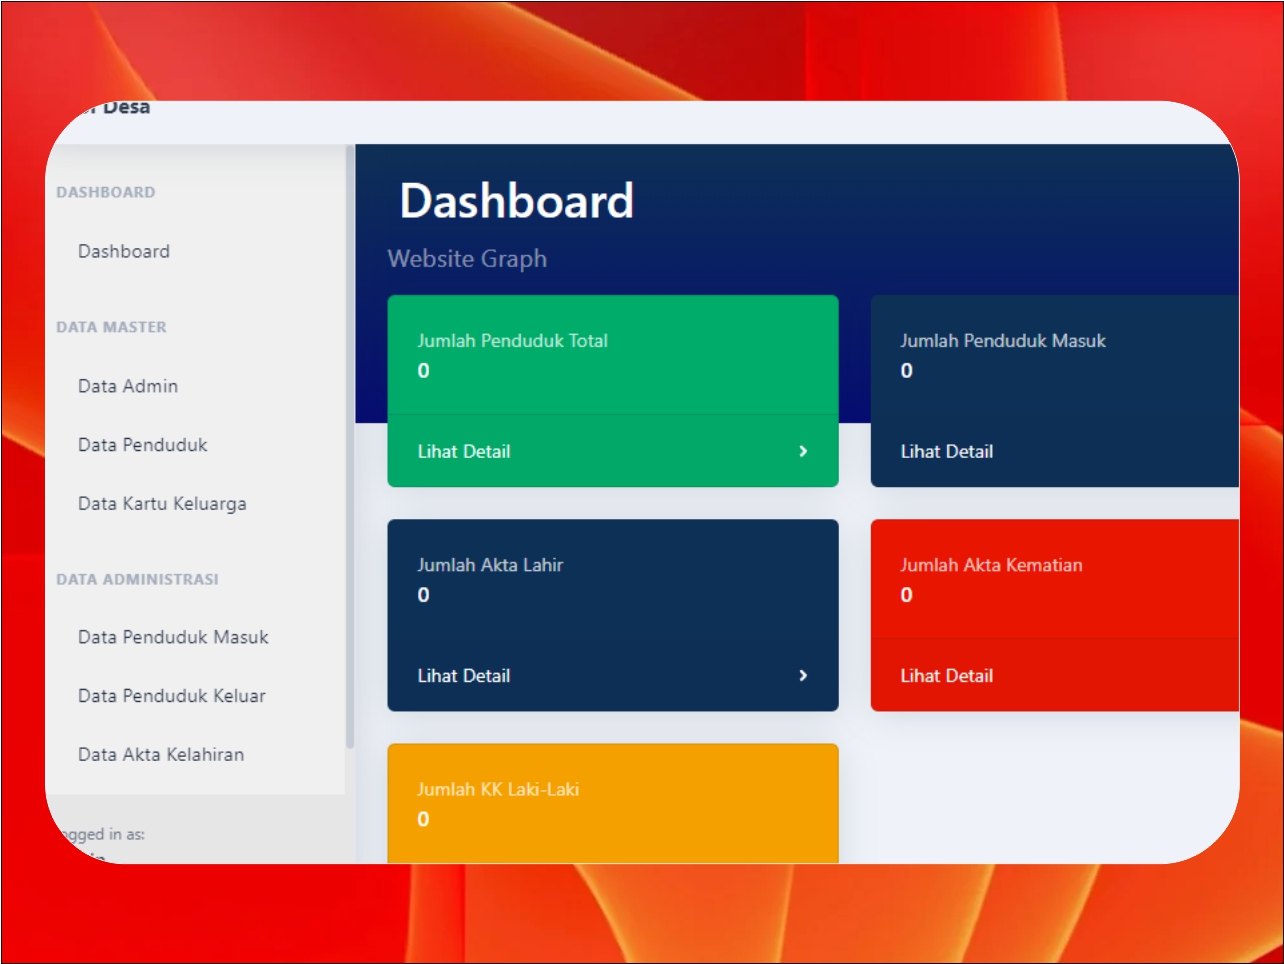 Desa
DASHBOARD
Dashboard
DATA MASTER
Data Admin
Data Penduduk
Data Kartu Keluarga
DATA ADMINISTRASI
Data Penduduk Masuk
Data Penduduk Keluar
Data Akta Kelahiran
in as:
Dashboard
Website Graph
Jumlah Penduduk Total
0
Lihat Detail
Jumlah Penduduk Masuk
0
Lihat Detail
Jumlah Akta Lahir
0
Lihat Detail
Jumlah Akta Kematian
0
Lihat Detail
Jumlah KK Laki-Laki
0